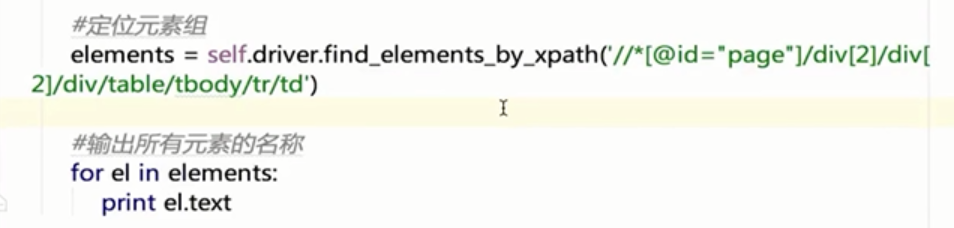 #定位元素组
elements = self.driver.find_elements_by_xpath('//*[@id="page"]/div[2]/div[
2]/div/table/tbody/tr/td')
#输出所有元素的名称
for el in elements:
print el.text